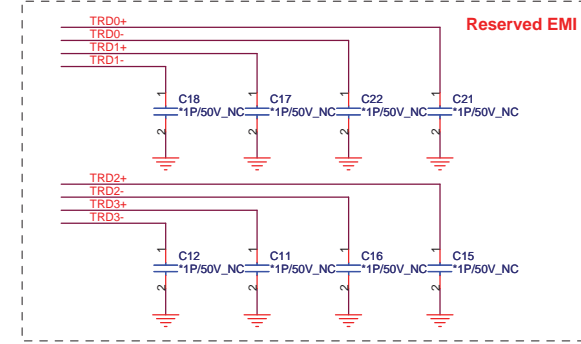 Reserved EMI
TRD0+
TRD0-
TRD1+
TRD1-
1 1 1 1
C18 C17 C22 C21
*1P/50V_NC *1P/50V_NC *1P/50V_NC *1P/50V_NC
2 2 2 2
TRD2+
TRD2-
TRD3+
TRD3-
1 1 1 1
C12 C11 C16 C15
*1P/50V_NC *1P/50V_NC *1P/50V_NC *1P/50V_NC
2 2 2 2